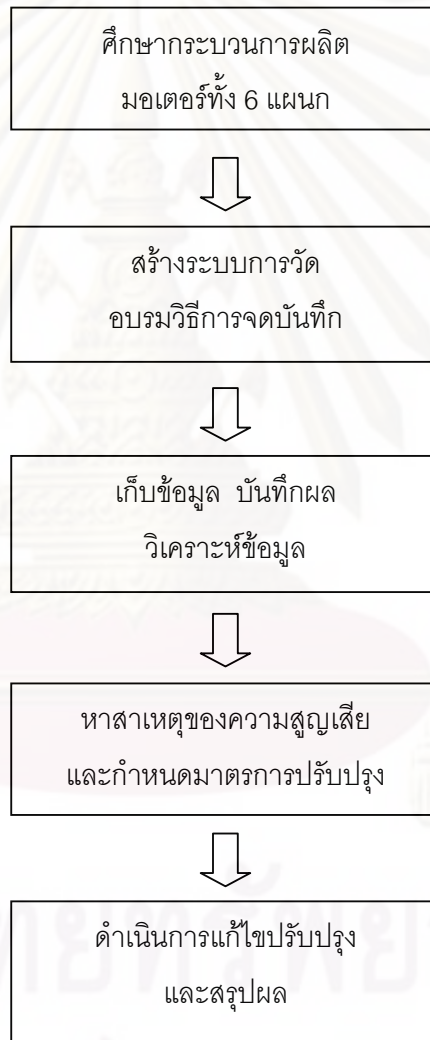 ศึกษากระบวนการผลิต
มอเตอร์ทั้ง 6 แผนก
สร้างระบบการวัด
อบรมวิธีการจดบันทึก
เก็บข้อมูล บันทึกผล
วิเคราะห์ข้อมูล
หาสาเหตุของความสูญเสีย
และกำหนดมาตรการปรับปรุง
ดำเนินการแก้ไขปรับปรุง
และสรุปผล